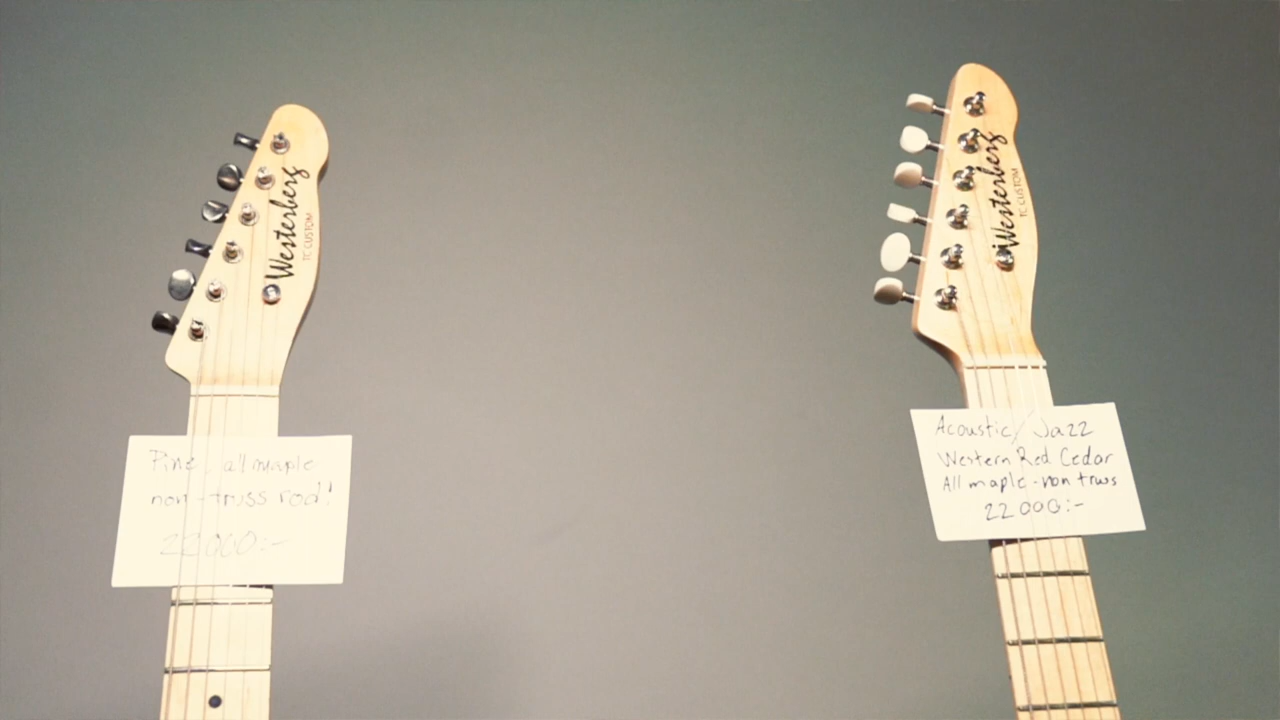 Westerberg
TC CUSTOM
Pine, all maple
non-truss rod!
22000:-
Westerberg
TC CUSTOM
Acoustic/Jazz
Western Red Cedar
All maple - non truss
22000:-